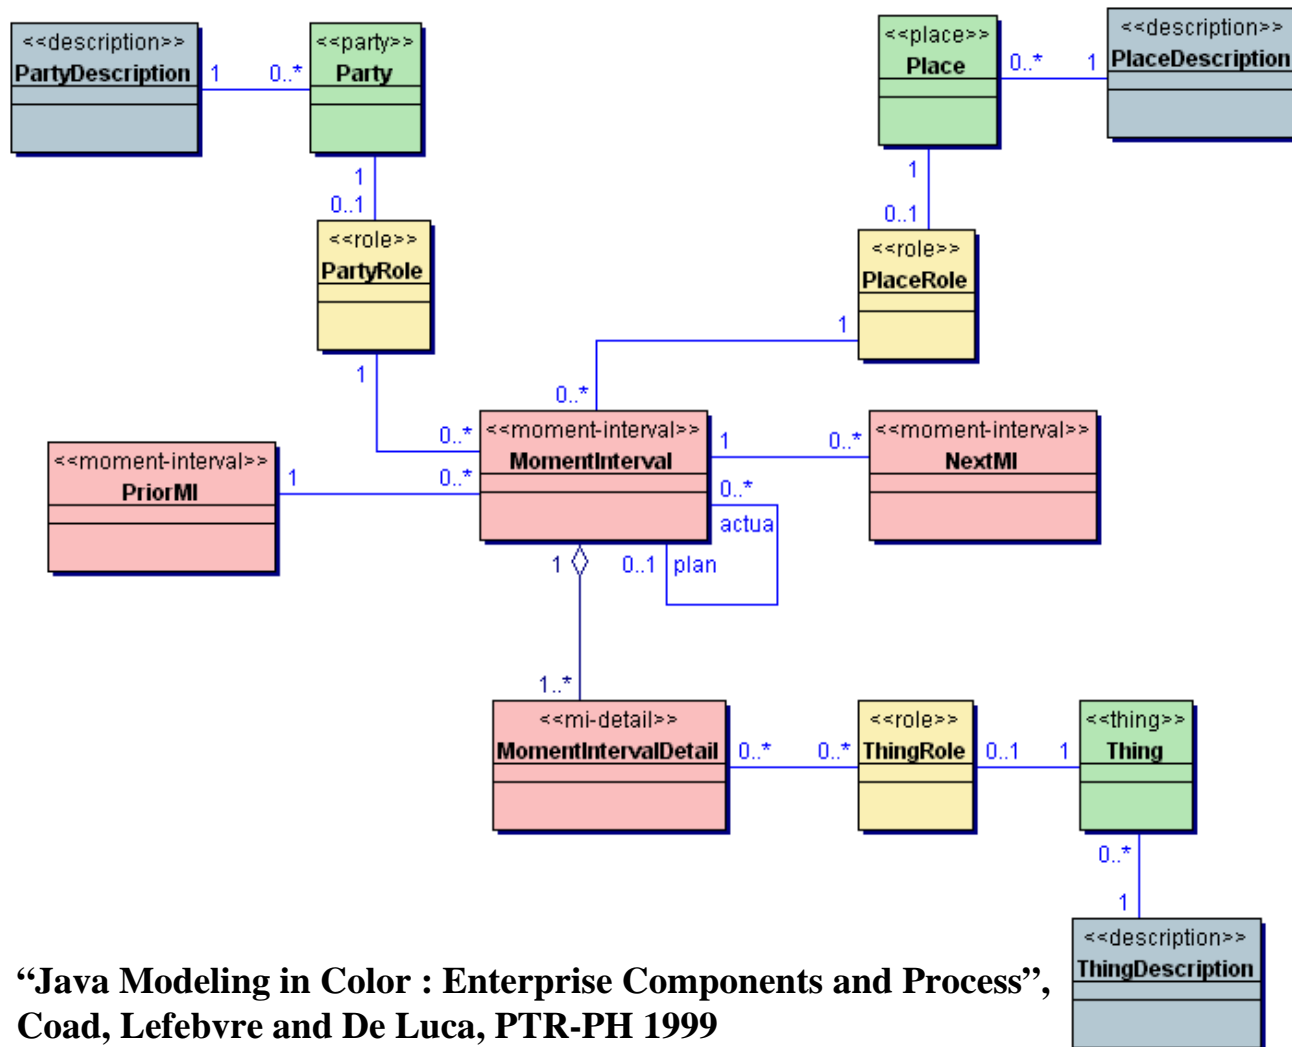 <<description>>
PartyDescription
1
0..*
<<party>>
Party
<<place>>
Place
0..*
1
<<description>>
PlaceDescription
1
0..1
<<role>>
PartyRole
1
1
0..1
<<role>>
PlaceRole
1
0..*
0..*
<<moment-interval>>
PriorMI
1
0..*
<<moment-interval>>
MomentInterval
1
0..*
<<moment-interval>>
NextMI
0..*
actua
0..1
plan
1
1..*
<<mi-detail>>
MomentIntervalDetail
0..*
0..*
<<role>>
ThingRole
0..1
1
<<thing>>
Thing
0..*
1
<<description>>
ThingDescription
“Java Modeling in Color : Enterprise Components and Process”,
Coad, Lefebvre and De Luca, PTR-PH 1999